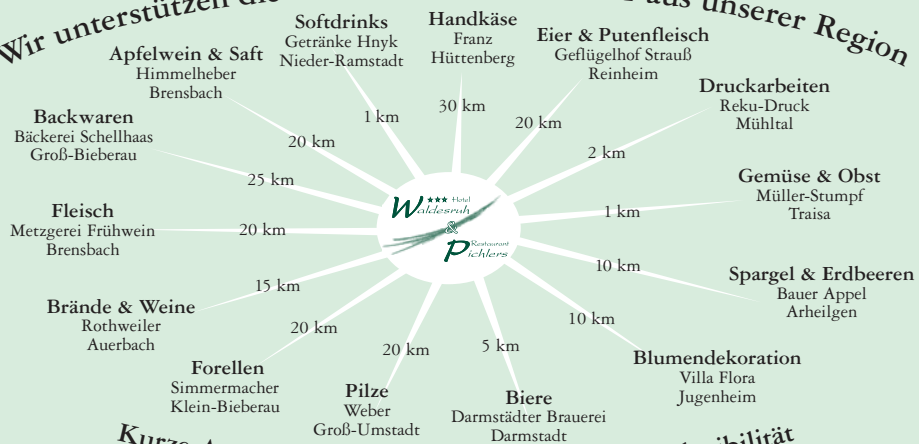 Wir unterstützen die
aus unserer Region
Softdrinks
Getränke Hnyk
Nieder-Ramstadt
1 km
Handkäse
Franz
Hüttenberg
30 km
Eier & Putenfleisch
Geflügelhof Strauß
Reinheim
20 km
Druckarbeiten
Reku-Druck
Mühltal
2 km
Gemüse & Obst
Müller-Stumpf
Traisa
1 km
Spargel & Erdbeeren
Bauer Appel
Arheilgen
10 km
Blumendekoration
Villa Flora
Jugenheim
10 km
Biere
Darmstädter Brauerei
Darmstadt
5 km
Pilze
Weber
Groß-Umstadt
20 km
Forellen
Simmermacher
Klein-Bieberau
20 km
Brände & Weine
Rothweiler
Auerbach
15 km
Fleisch
Metzgerei Frühwein
Brensbach
20 km
Backwaren
Bäckerei Schellhaas
Groß-Bieberau
25 km
Apfelwein & Saft
Himmelheber
Brensbach
20 km
★★★ Hotel
Waldesruh
&
Restaurant
Pichlers
Kurze